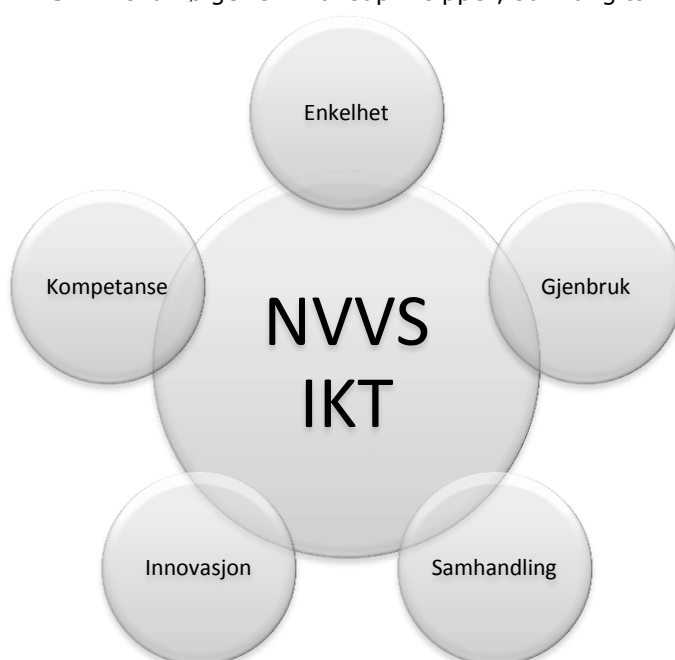 Enkelhet
Kompetanse
Gjenbruk
NVVS
IKT
Innovasjon
Samhandling